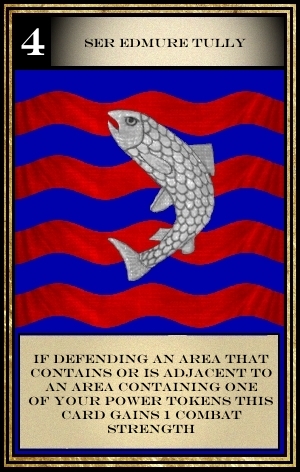 4
SER EDMURE TULLY
IF DEFENDING AN AREA THAT
CONTAINS OR IS ADJACENT TO
AN AREA CONTAINING ONE
OF YOUR POWER TOKENS THIS
CARD GAINS 1 COMBAT
STRENGTH